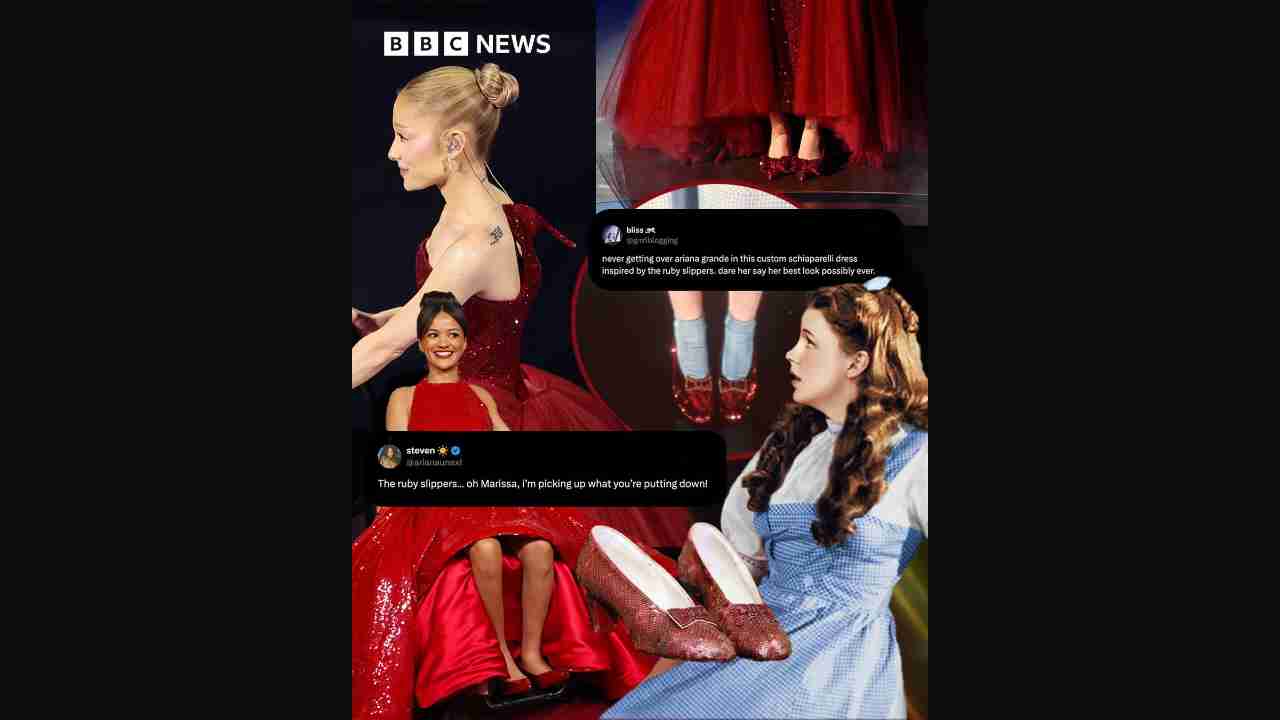 BBC NEWS
bliss
@grrrlblogging
never getting over ariana grande in this custom schiaparelli dress
inspired by the ruby slippers. dare her say her best look possibly ever.
steven
@arianaunext
The ruby slippers... oh Marissa, i'm picking up what you're putting down!